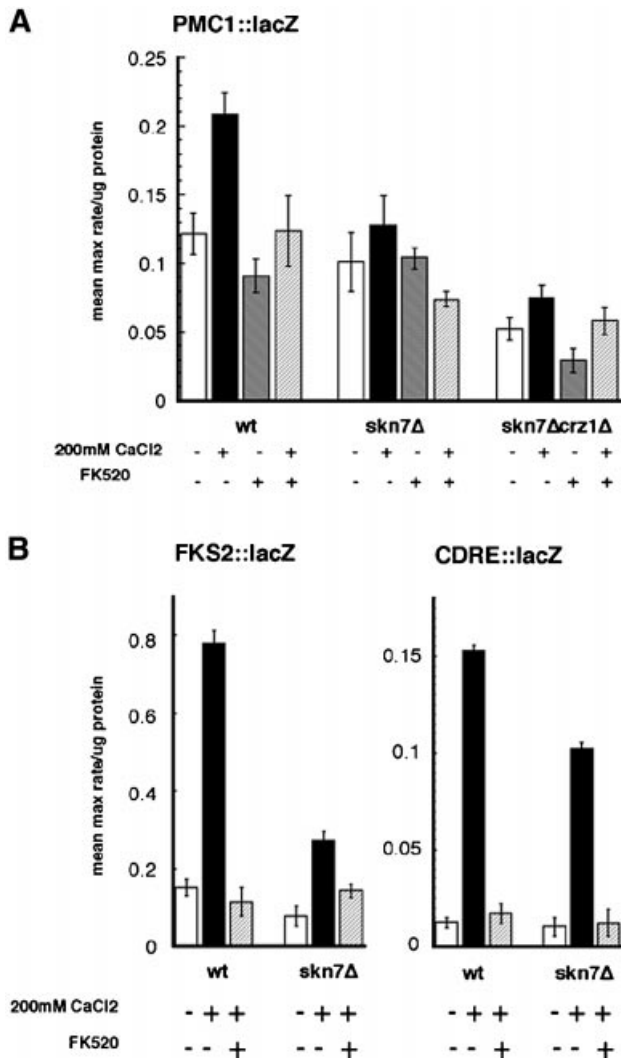 A
PMC1::lacZ
mean max rate/ug protein
0.25
0.2
0.15
0.1
0.05
0
wt skn7Δ skn7Δcrz1Δ
200mM CaCl2 - + - + - + - + - + - +
FK520 - - + + - - + + - - + +
B
FKS2::lacZ CDRE::lacZ
mean max rate/ug protein
0.8
0.6
0.4
0.2
0
0.15
0.1
0.05
0
wt skn7Δ wt skn7Δ
200mM CaCl2 - + + - + + - + + - + +
FK520 - - + - - + - - + - - +